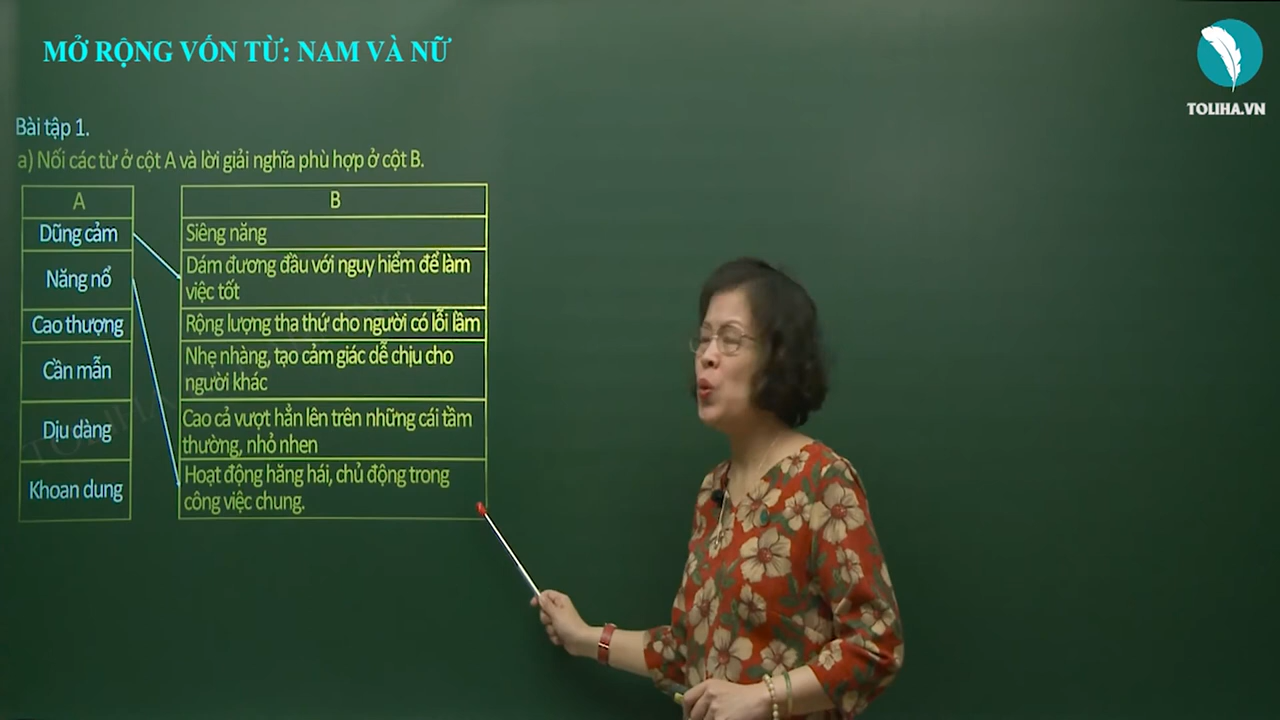 MỞ RỘNG VỐN TỪ: NAM VÀ NỮ
TOLIHA.VN
Bài tập 1.
a) Nối các từ ở cột A và lời giải nghĩa phù hợp ở cột B.
A
Dũng cảm
Năng nổ
Cao thượng
Cần mẫn
Dịu dàng
Khoan dung
B
Siêng năng
Dám đương đầu với nguy hiểm để làm
việc tốt
Rộng lượng tha thứ cho người có lỗi lầm
Nhẹ nhàng, tạo cảm giác dễ chịu cho
người khác
Cao cả vượt hẳn lên trên những cái tầm
thường, nhỏ nhen
Hoạt động hăng hái, chủ động trong
công việc chung.